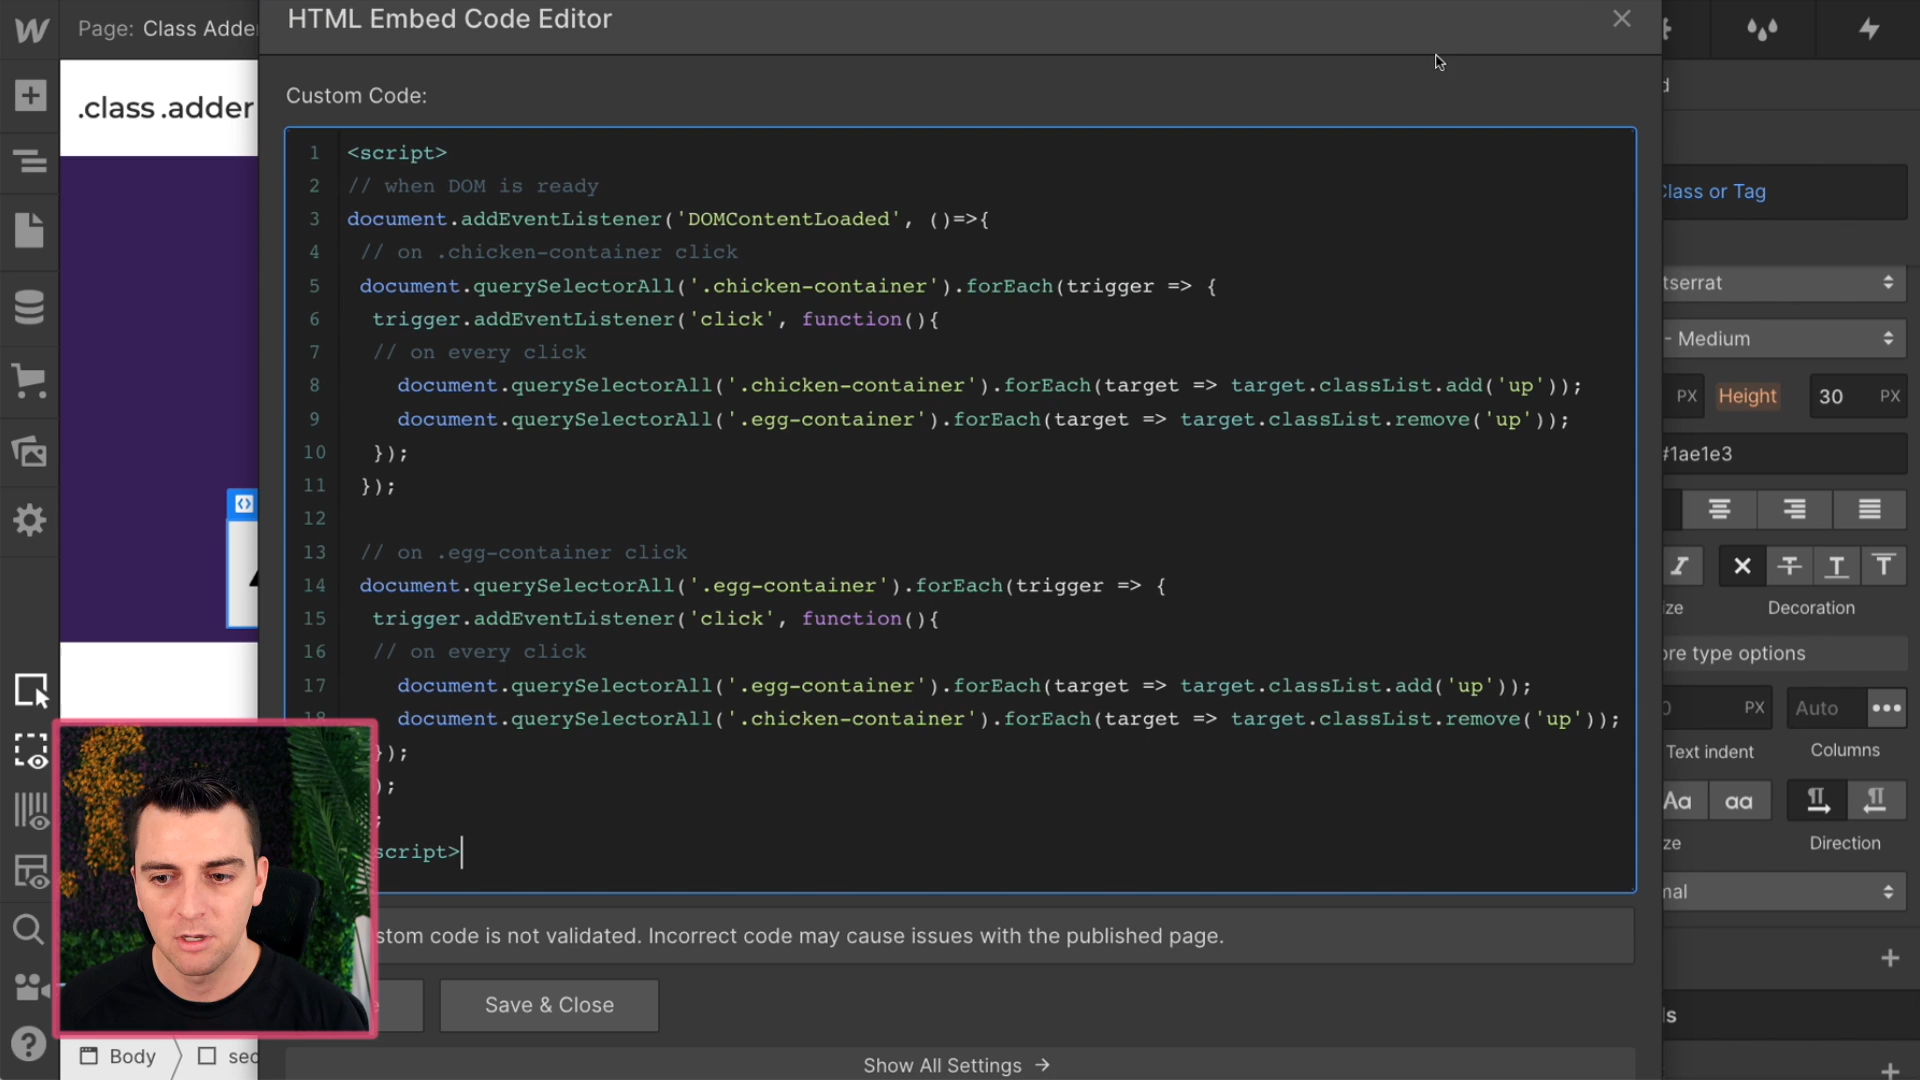 HTML Embed Code Editor
Page: Class Adde
Custom Code:
.class .adder
1 <script>
2 // when DOM is ready
3 document.addEventListener('DOMContentLoaded', ()=>{
4 // on .chicken-container click
5 document.querySelectorAll('.chicken-container').forEach(trigger => {
6 trigger.addEventListener('click', function(){
7 // on every click
8 document.querySelectorAll('.chicken-container').forEach(target => target.classList.add('up'));
9 document.querySelectorAll('.egg-container').forEach(target => target.classList.remove('up'));
10 });
11 });
12
13 // on .egg-container click
14 document.querySelectorAll('.egg-container').forEach(trigger => {
15 trigger.addEventListener('click', function(){
16 // on every click
17 document.querySelectorAll('.egg-container').forEach(target => target.classList.add('up'));
18 document.querySelectorAll('.chicken-container').forEach(target => target.classList.remove('up'));
});
);
;
script>
stom code is not validated. Incorrect code may cause issues with the published page.
e
Save & Close
Show All Settings →
Body
sec
d
Class or Tag
tserrat
- Medium
PX Height 30 PX
#1ae1e3
ze Decoration
ore type options
0 PX Auto
Text indent Columns
Aa aa
ze Direction
mal
ls